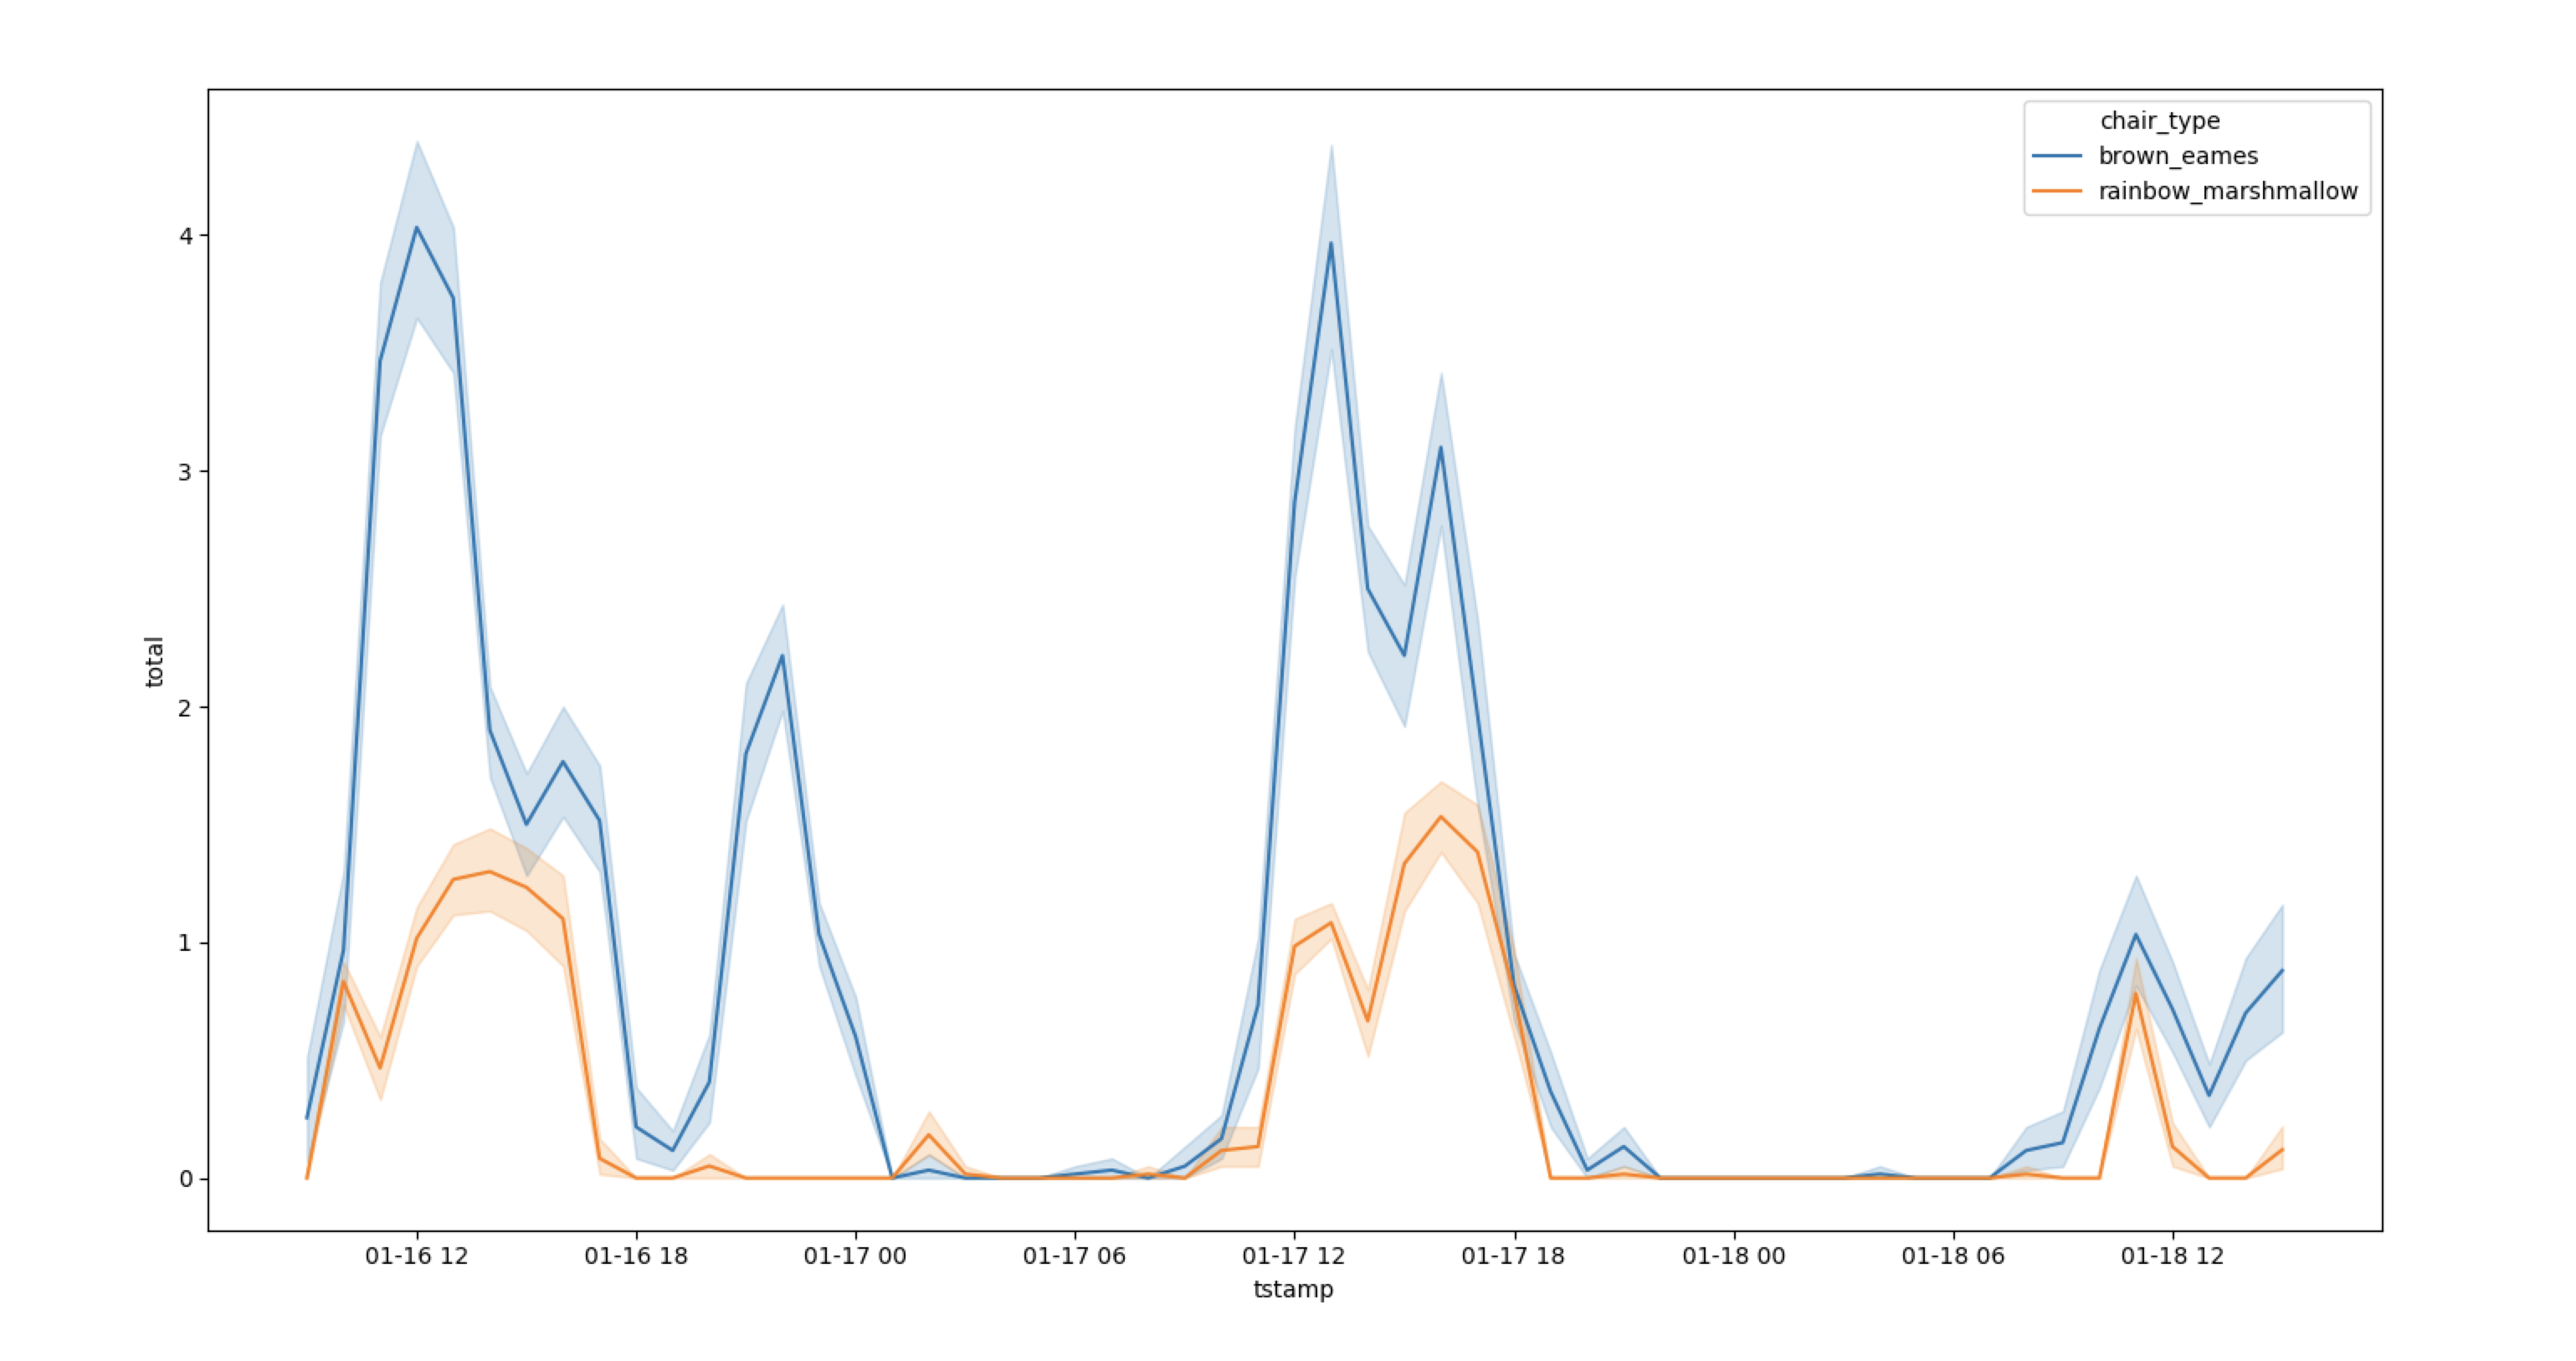 chair_type
brown_eames
rainbow_marshmallow
4
3
2
1
0
total
01-16 12
01-16 18
01-17 00
01-17 06
01-17 12
01-17 18
01-18 00
01-18 06
01-18 12
tstamp